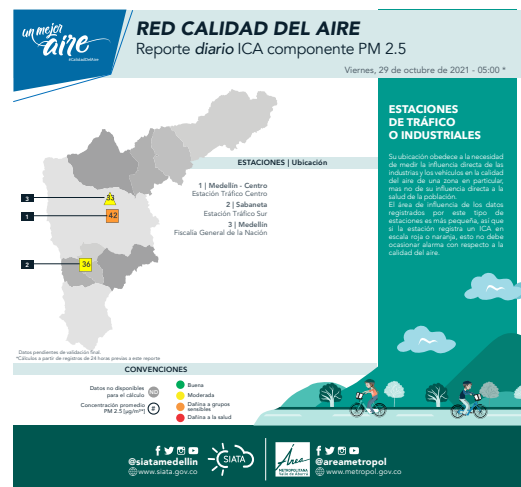 un mejor
aire
#CalidadDelAire
RED CALIDAD DEL AIRE
Reporte diario ICA componente PM 2.5
Viernes, 29 de octubre de 2021 - 05:00 *
ESTACIONES | Ubicación
1 | Medellín - Centro
Estación Tráfico Centro
2 | Sabaneta
Estación Tráfico Sur
3 | Medellín
Fiscalía General de la Nación
3
33
1
42
2
36
ESTACIONES
DE TRÁFICO
O INDUSTRIALES
Su ubicación obedece a la necesidad
de medir la influencia directa de las
industrias y los vehículos en la calidad
del aire de una zona en particular,
mas no de su influencia directa a la
salud de la población.
El área de influencia de los datos
registrados por este tipo de
estaciones es más pequeña, así que
si la estación registra un ICA en
escala roja o naranja, esto no debe
ocasionar alarma con respecto a la
calidad del aire.
Datos pendientes de validación final.
*Cálculos a partir de registros de 24 horas previas a este reporte
CONVENCIONES
Datos no disponibles
para el cálculo
Concentración promedio
PM 2.5 [µg/m³]
#
Buena
Moderada
Dañina a grupos
sensibles
Dañina a la salud
@siatamedellin
www.siata.gov.co
SIATA
Área
METROPOLITANA
Valle de Aburrá
@areametropol
www.metropol.gov.co